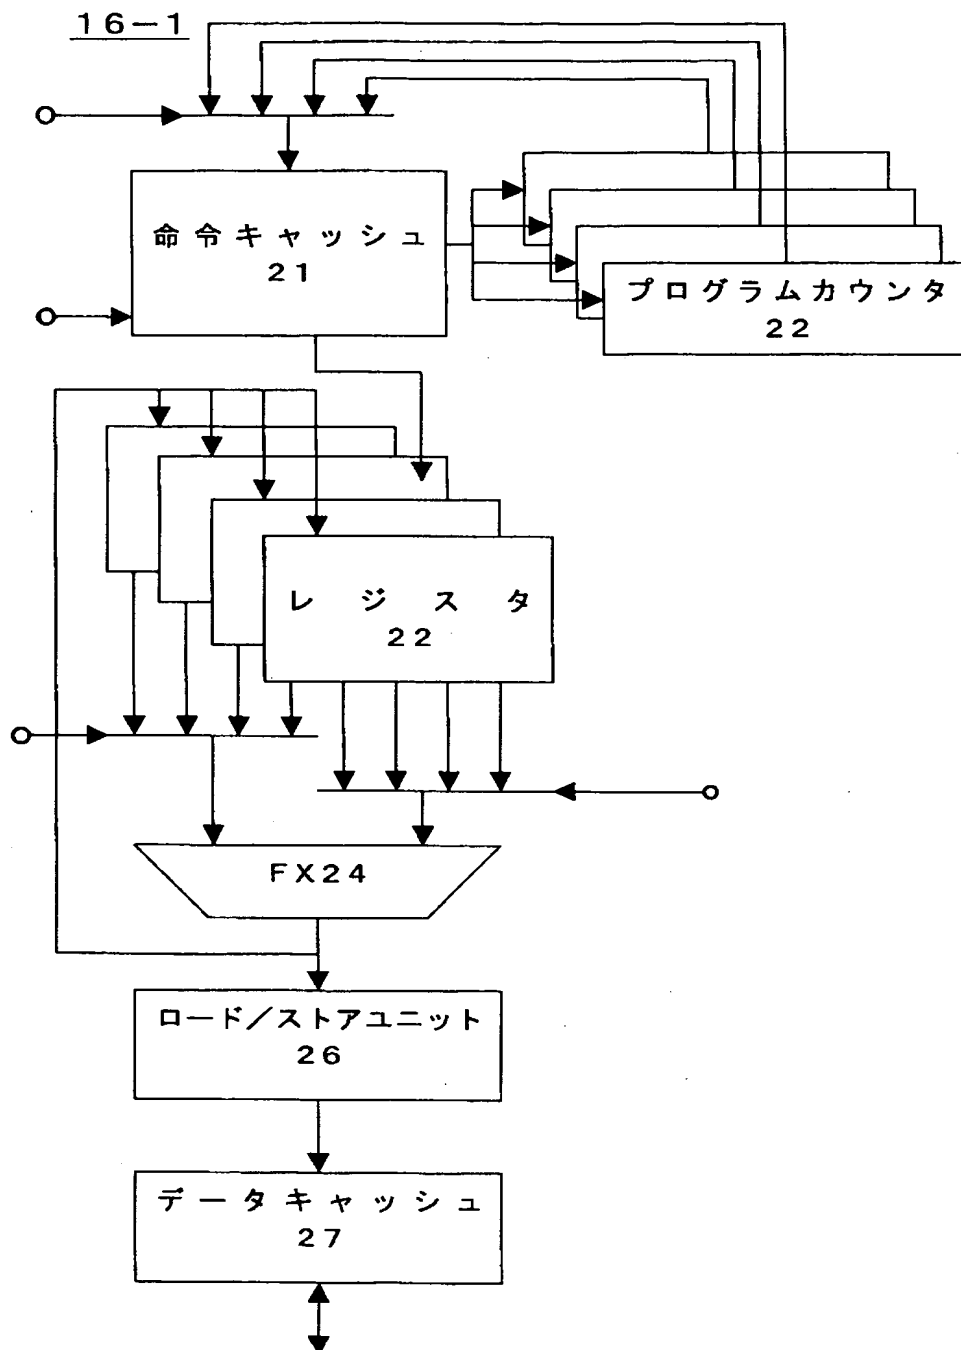 16-1
命令キャッシュ
21
プログラムカウンタ
22
レジスタ
22
FX24
ロード/ストアユニット
26
データキャッシュ
27